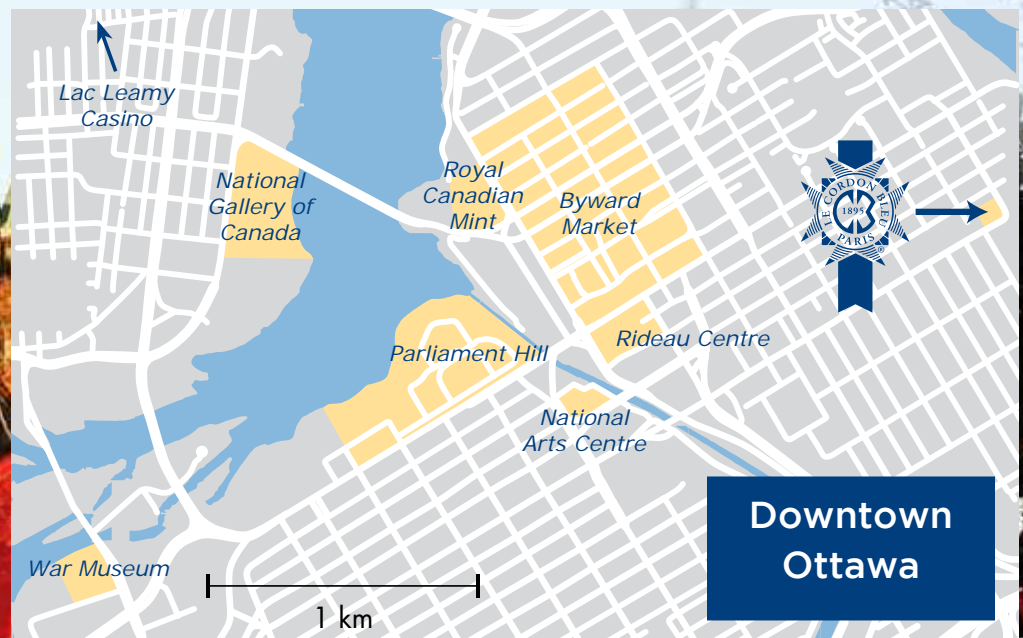 Lac Leamy
Casino
National
Gallery of
Canada
Royal
Canadian
Mint
Byward
Market
LE CORDON BLEU
1895
PARIS
®
Parliament Hill
Rideau Centre
National
Arts Centre
War Museum
1 km
Downtown
Ottawa